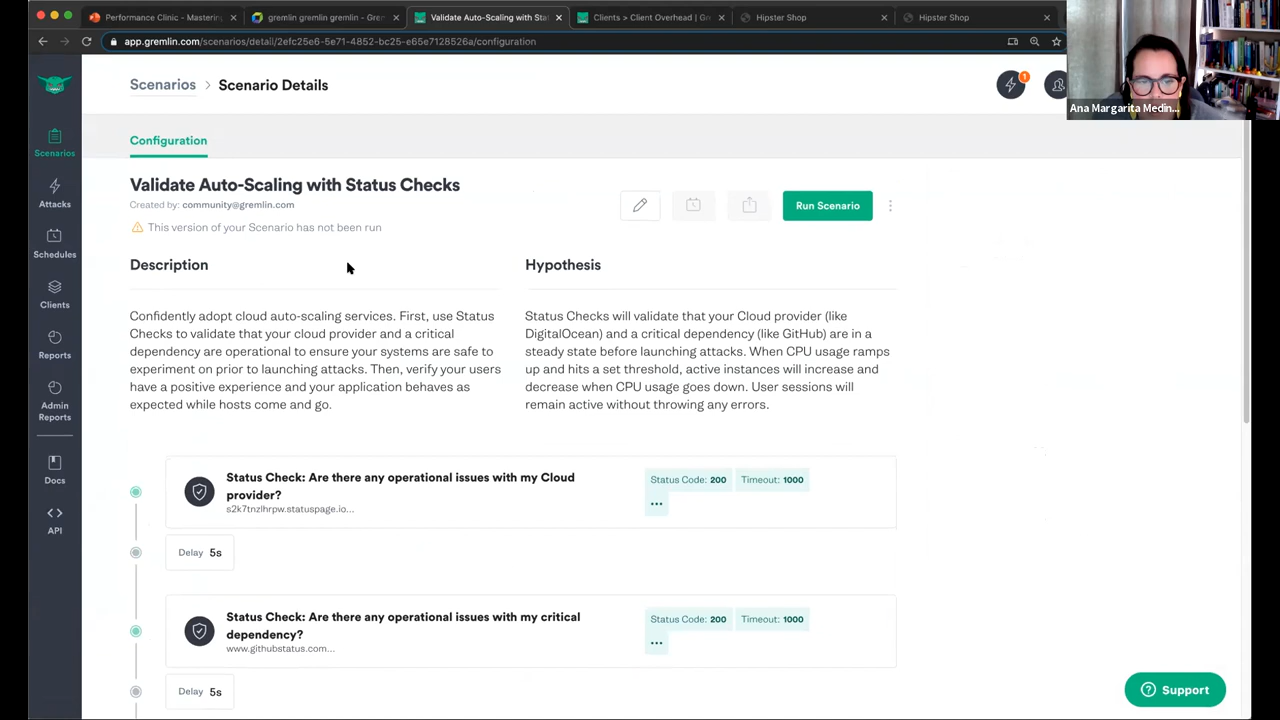 Performance Clinic - Mastering
gremlin gremlin gremlin - Grem
Validate Auto-Scaling with Stat
Clients > Client Overhead | Gre
Hipster Shop
Hipster Shop
app.gremlin.com/scenarios/detail/2efc25e6-5e71-4852-bc25-e65e7128526a/configuration
Ana Margarita Medin...
Scenarios > Scenario Details
1
Configuration
Scenarios
Attacks
Schedules
Clients
Reports
Admin
Reports
Docs
API
Validate Auto-Scaling with Status Checks
Created by: community@gremlin.com
This version of your Scenario has not been run
Run Scenario
Description
Confidently adopt cloud auto-scaling services. First, use Status
Checks to validate that your cloud provider and a critical
dependency are operational to ensure your systems are safe to
experiment on prior to launching attacks. Then, verify your users
have a positive experience and your application behaves as
expected while hosts come and go.
Hypothesis
Status Checks will validate that your Cloud provider (like
DigitalOcean) and a critical dependency (like GitHub) are in a
steady state before launching attacks. When CPU usage ramps
up and hits a set threshold, active instances will increase and
decrease when CPU usage goes down. User sessions will
remain active without throwing any errors.
Status Check: Are there any operational issues with my Cloud
provider?
s2k7tnzlhrpw.statuspage.io...
Status Code: 200
Timeout: 1000
...
Delay 5s
Status Check: Are there any operational issues with my critical
dependency?
www.githubstatus.com...
Status Code: 200
Timeout: 1000
...
Delay 5s
Support